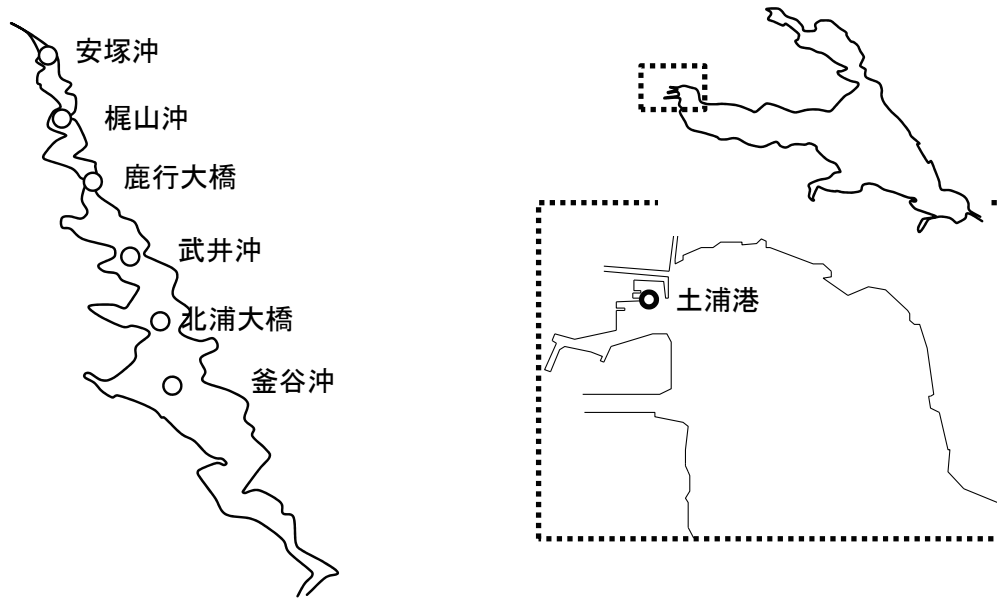 安塚沖
梶山沖
鹿行大橋
武井沖
北浦大橋
釜谷沖
土浦港